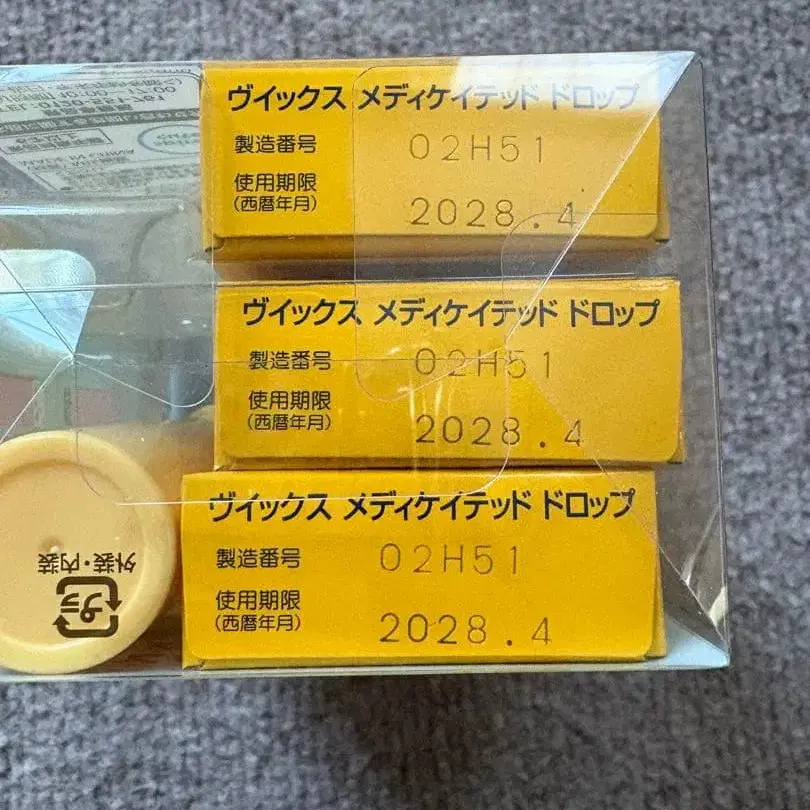 ヴイックス メディケイテッド ドロップ
製造番号 02H51
使用期限
(西暦年月) 2028.4
ヴイックス メディケイテッド ドロップ
製造番号 02H51
使用期限
(西暦年月) 2028.4
ヴイックス メディケイテッド ドロップ
製造番号 02H51
使用期限
(西暦年月) 2028.4
外装・内装
プラ